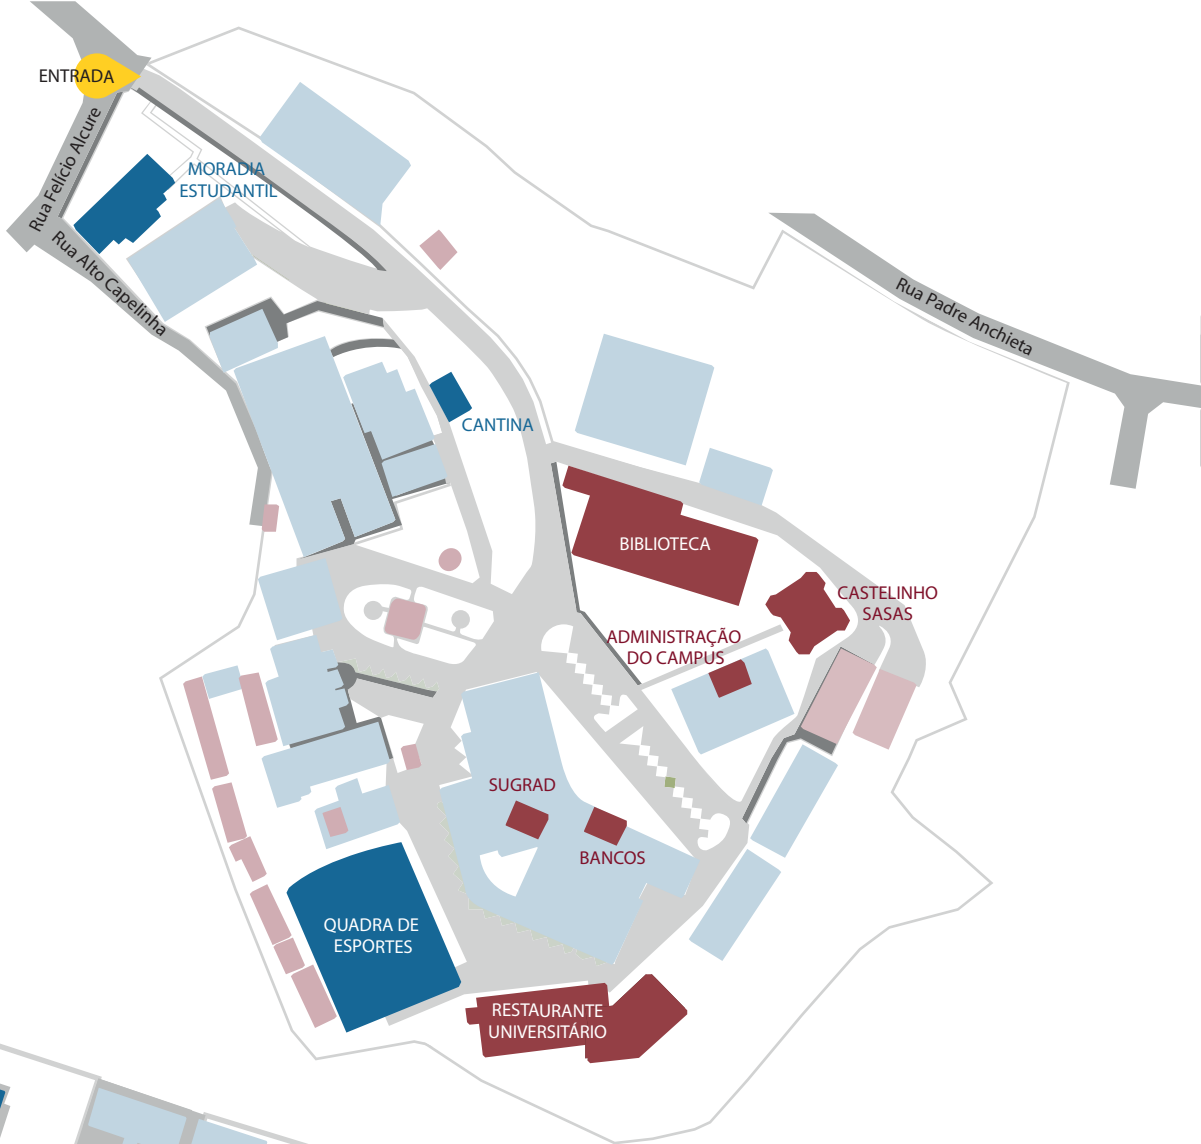 ENTRADA
Rua Felício Alcure
MORADIA
ESTUDANTIL
Rua Alto Capelinha
Rua Padre Anchieta
CANTINA
BIBLIOTECA
CASTELINHO
SASAS
ADMINISTRAÇÃO
DO CAMPUS
SUGRAD
BANCOS
QUADRA DE
ESPORTES
RESTAURANTE
UNIVERSITÁRIO